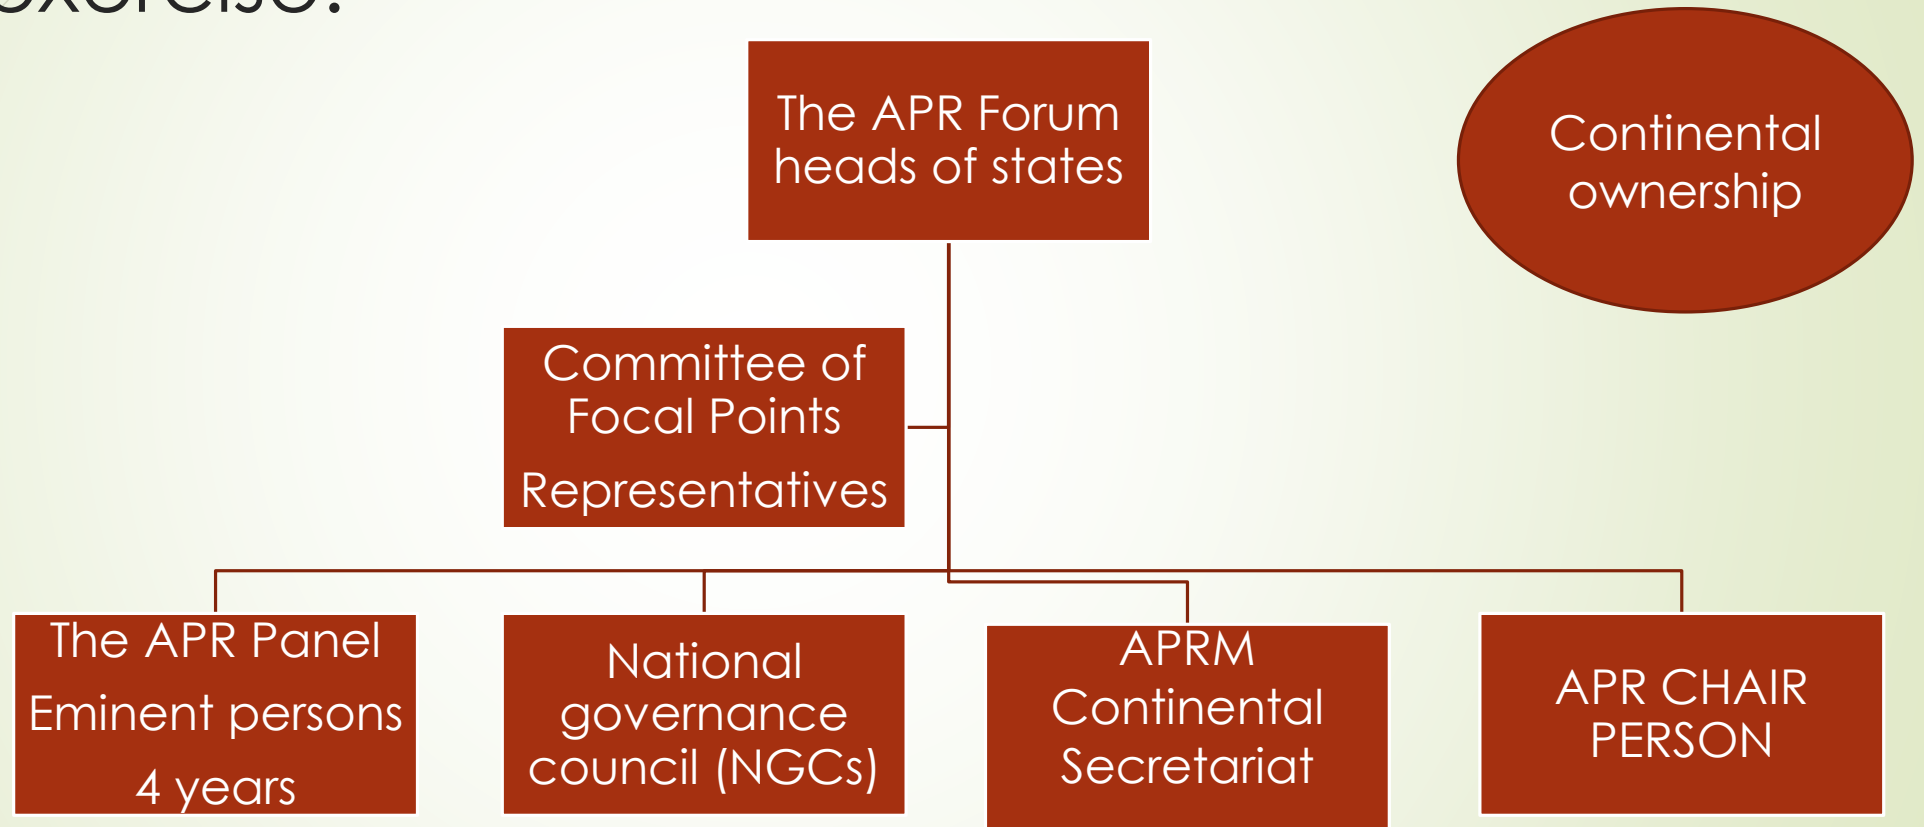 exercise.
The APR Forum
heads of states
Continental
ownership
Committee of
Focal Points
Representatives
The APR Panel
Eminent persons
4 years
National
governance
council (NGCs)
APRM
Continental
Secretariat
APR CHAIR
PERSON